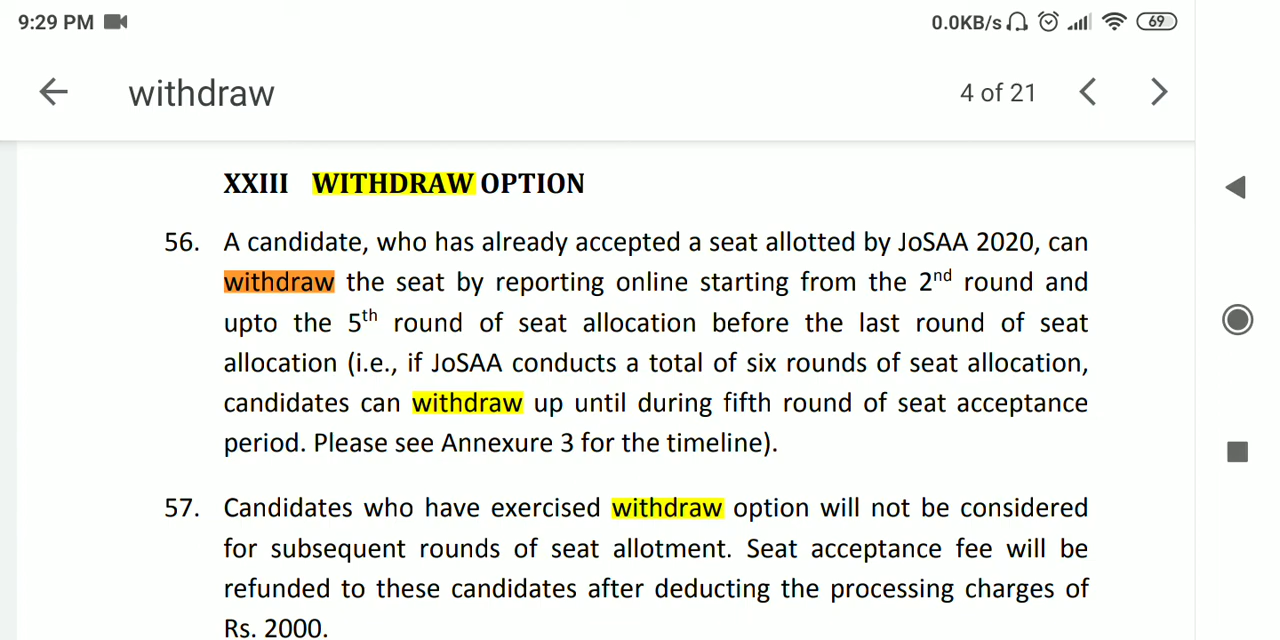 9:29 PM
0.0KB/s 69
withdraw
4 of 21
XXIII WITHDRAW OPTION
56. A candidate, who has already accepted a seat allotted by JoSAA 2020, can
withdraw the seat by reporting online starting from the 2nd round and
upto the 5th round of seat allocation before the last round of seat
allocation (i.e., if JoSAA conducts a total of six rounds of seat allocation,
candidates can withdraw up until during fifth round of seat acceptance
period. Please see Annexure 3 for the timeline).
57. Candidates who have exercised withdraw option will not be considered
for subsequent rounds of seat allotment. Seat acceptance fee will be
refunded to these candidates after deducting the processing charges of
Rs. 2000.